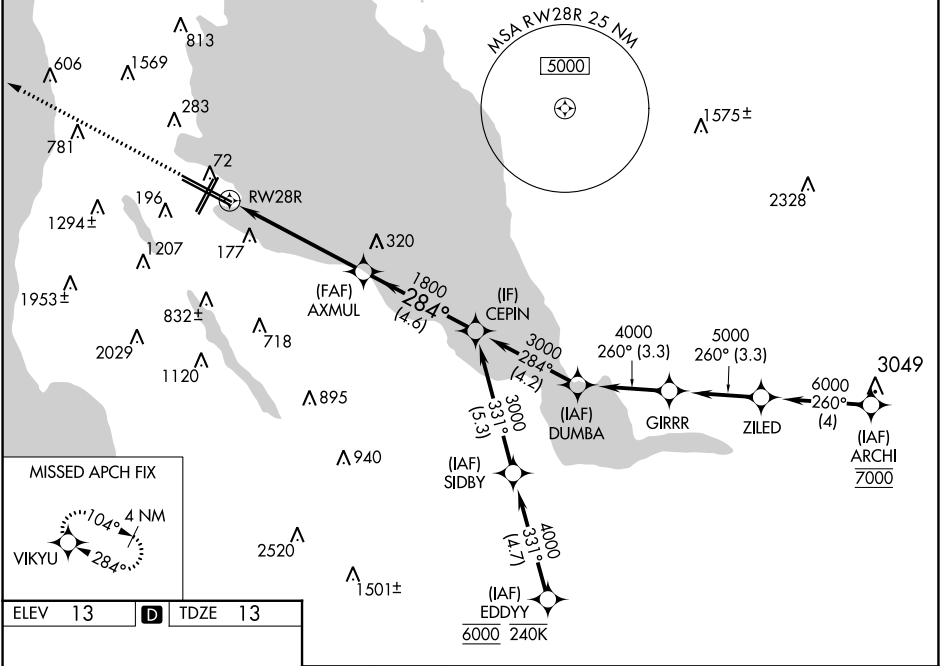 813
606
1569
283
781
72
RW28R
196
1294±
177
1207
1953±
832±
718
2029
1120
895
940
2520
1501±
MSA RW28R 25 NM
5000
1575±
2328
320
(FAF)
AXMUL
1800
284°
(4.6)
(IF)
CEPIN
3000
284°
(4.2)
4000
260° (3.3)
5000
260° (3.3)
6000
260°
(4)
3049
(IAF)
DUMBA
GIRRR
ZILED
(IAF)
ARCHI
7000
3000
331°
(5.3)
(IAF)
SIDBY
4000
331°
(4.7)
(IAF)
EDDYY
6000 240K
MISSED APCH FIX
104°
4 NM
VIKYU
284°
ELEV 13 D TDZE 13